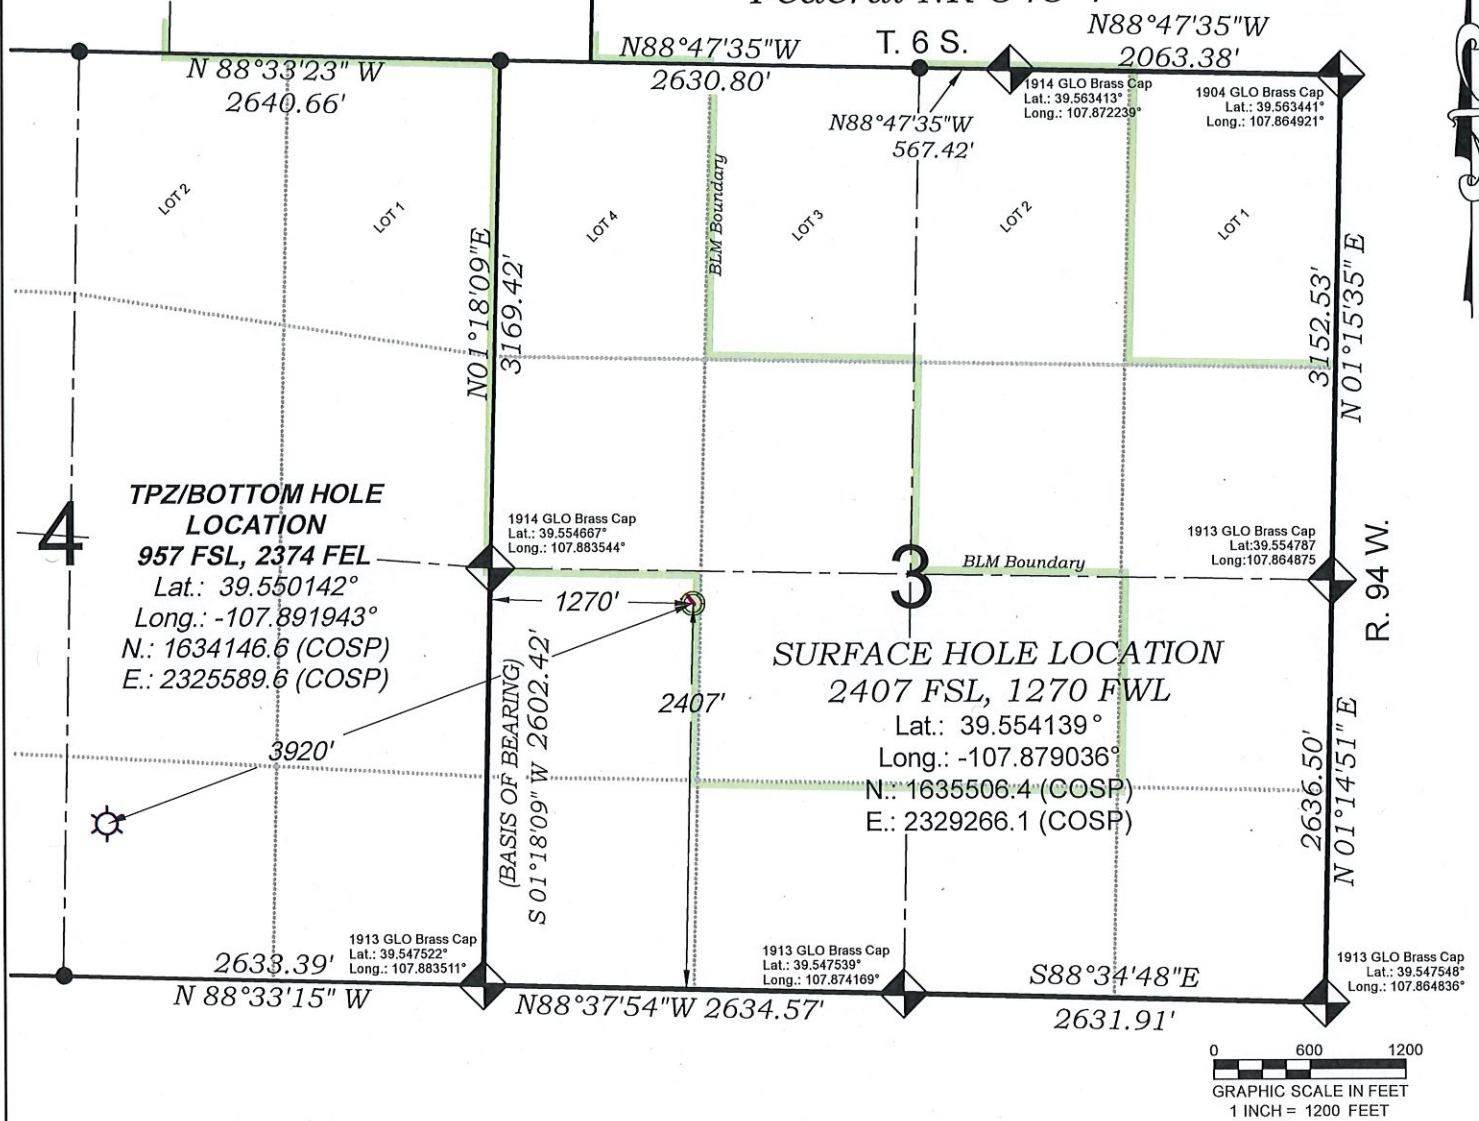 T. 6 S.
N 88°33'23" W
2640.66'
N88°47'35"W
2630.80'
N88°47'35"W
2063.38'
N88°47'35"W
567.42'
1914 GLO Brass Cap
Lat.: 39.563413°
Long.: 107.872239°
1904 GLO Brass Cap
Lat.: 39.563441°
Long.: 107.864921°
LOT 2
LOT 1
LOT 4
BLM Boundary
LOT 3
LOT 2
LOT 1
N01°18'09"E
3169.42'
3152.53'
N 01°15'35" E
4
TPZ/BOTTOM HOLE
LOCATION
957 FSL, 2374 FEL
Lat.: 39.550142°
Long.: -107.891943°
N.: 1634146.6 (COSP)
E.: 2325589.6 (COSP)
1914 GLO Brass Cap
Lat.: 39.554667°
Long.: 107.883544°
3
BLM Boundary
1913 GLO Brass Cap
Lat:39.554787
Long:107.864875
R. 94 W.
1270'
2407'
3920'
SURFACE HOLE LOCATION
2407 FSL, 1270 FWL
Lat.: 39.554139°
Long.: -107.879036°
N.: 1635506.4 (COSP)
E.: 2329266.1 (COSP)
(BASIS OF BEARING)
S 01°18'09" W 2602.42'
2636.50'
N 01°14'51" E
1913 GLO Brass Cap
Lat.: 39.547522°
Long.: 107.883511°
2633.39'
N 88°33'15" W
1913 GLO Brass Cap
Lat.: 39.547539°
Long.: 107.874169°
N88°37'54"W 2634.57'
S88°34'48"E
2631.91'
1913 GLO Brass Cap
Lat.: 39.547548°
Long.: 107.864836°
0 600 1200
GRAPHIC SCALE IN FEET
1 INCH = 1200 FEET